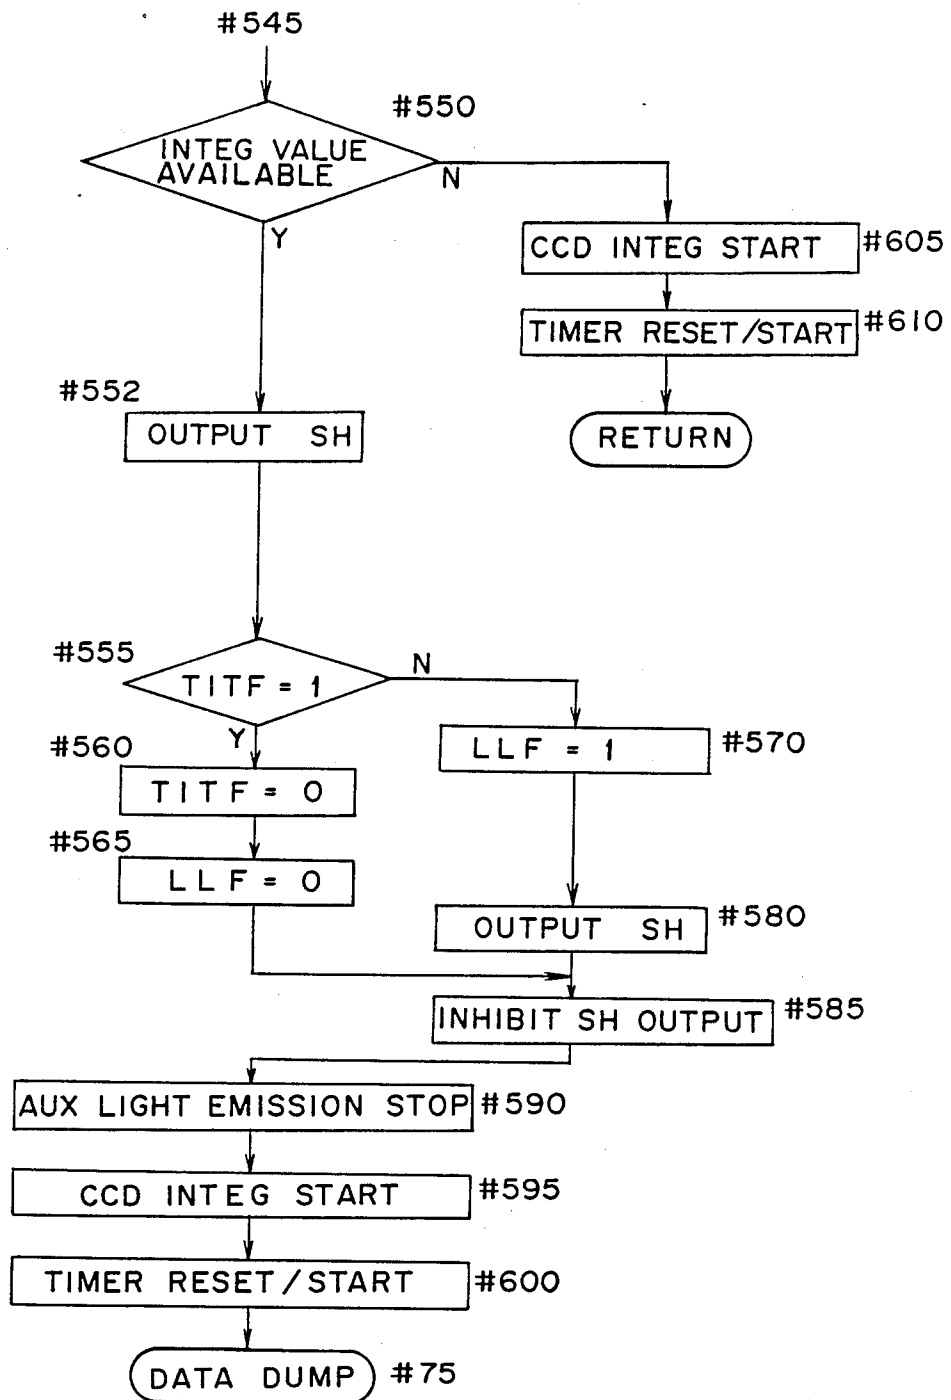 #545
#550
INTEG VALUE
AVAILABLE
N
Y
CCD INTEG START
#605
TIMER RESET/START
#610
RETURN
#552
OUTPUT SH
#555
TITF = 1
N
Y
#560
TITF = 0
LLF = 1
#570
#565
LLF = 0
OUTPUT SH
#580
INHIBIT SH OUTPUT
#585
AUX LIGHT EMISSION STOP
#590
CCD INTEG START
#595
TIMER RESET/START
#600
DATA DUMP
#75